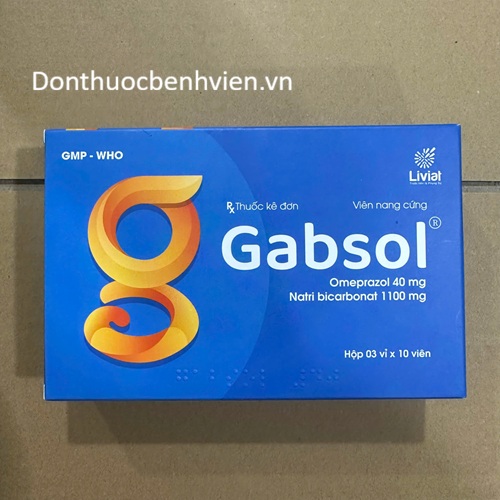 Donthuocbenhvien.vn
GMP - WHO
Liviat
Rx Thuốc kê đơn
Viên nang cứng
Gabsol®
Omeprazol 40 mg
Natri bicarbonat 1100 mg
Hộp 03 vỉ x 10 viên